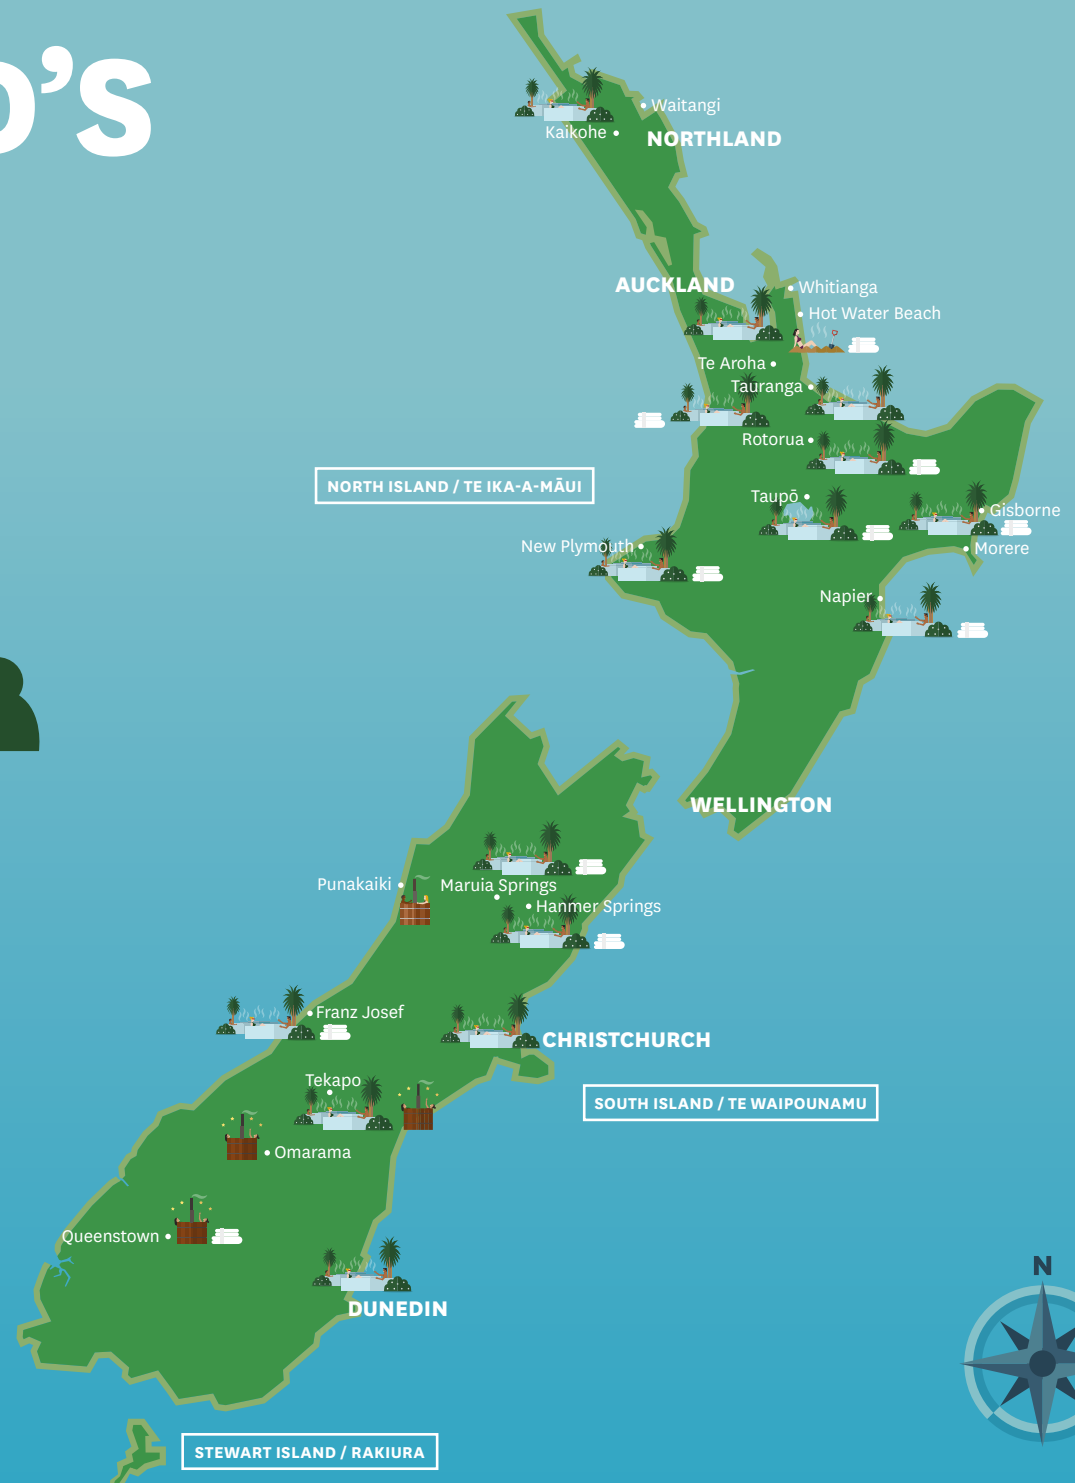 O'S
Waitangi
Kaikohe
NORTHLAND
AUCKLAND
Whitianga
Hot Water Beach
Te Aroha
Tauranga
Rotorua
NORTH ISLAND / TE IKA-A-MĀUI
Taupō
Gisborne
New Plymouth
Morere
Napier
WELLINGTON
Punakaiki
Maruia Springs
Hanmer Springs
Franz Josef
CHRISTCHURCH
Tekapo
SOUTH ISLAND / TE WAIPOUNAMU
Omarama
Queenstown
N
DUNEDIN
STEWART ISLAND / RAKIURA